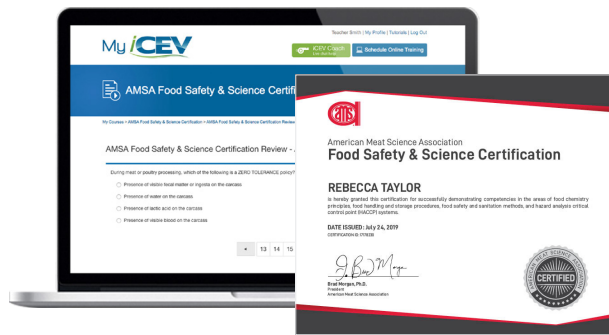 Teacher Smith | My Profile | Tutorials | Log Out
My iCEV
iCEV Coach
Schedule Online Training
AMSA Food Safety & Science Certifi
My Courses > AMSA Food Safety & Science Certification > AMSA Food Safety & Science Certification Review
AMSA Food Safety & Science Certification Review -
During meat or poultry processing, which of the following is a ZERO TOLERANCE policy?
Presence of visible fecal matter or ingesta on the carcass
Presence of water on the carcass
Presence of lactic acid on the carcass
Presence of visible blood on the carcass
« 13 14 15
amsa
American Meat Science Association
Food Safety & Science Certification
REBECCA TAYLOR
is hereby granted this certification for successfully demonstrating competencies in the areas of food chemistry
principles, food handling and storage procedures, food safety and sanitation methods, and hazard analysis critical
control point (HACCP) systems.
DATE ISSUED: July 24, 2019
Brad Morgan, Ph.D.
President
American Meat Science Association
AMERICAN MEAT SCIENCE ASSOCIATION
CERTIFIED